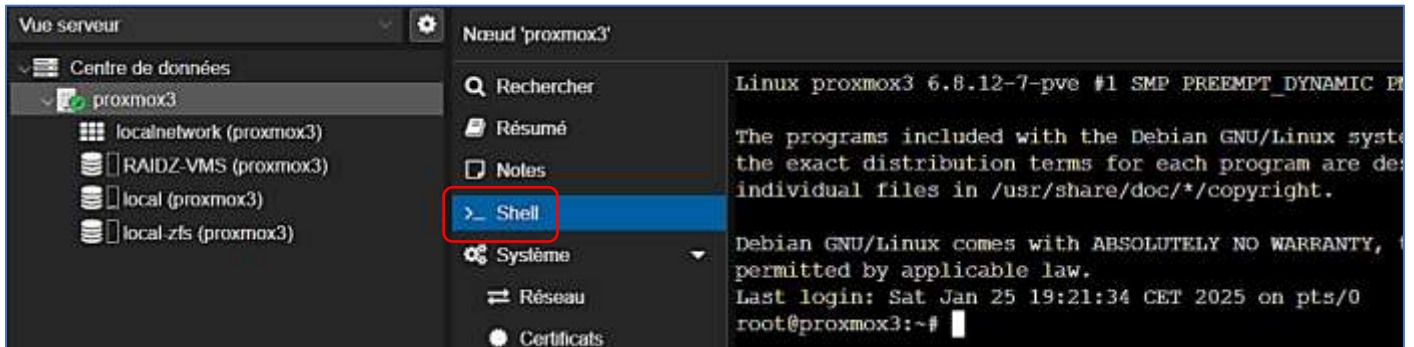 Vue serveur
Centre de données
proxmox3
localnetwork (proxmox3)
RAIDZ-VMS (proxmox3)
local (proxmox3)
local-zfs (proxmox3)
Nœud 'proxmox3'
Rechercher
Résumé
Notes
>_ Shell
Système
Réseau
Certificats
Linux proxmox3 6.8.12-7-pve #1 SMP PREEMPT_DYNAMIC
The programs included with the Debian GNU/Linux syste
the exact distribution terms for each program are de
individual files in /usr/share/doc/*/copyright.
Debian GNU/Linux comes with ABSOLUTELY NO WARRANTY,
permitted by applicable law.
Last login: Sat Jan 25 19:21:34 CET 2025 on pts/0
root@proxmox3:~#